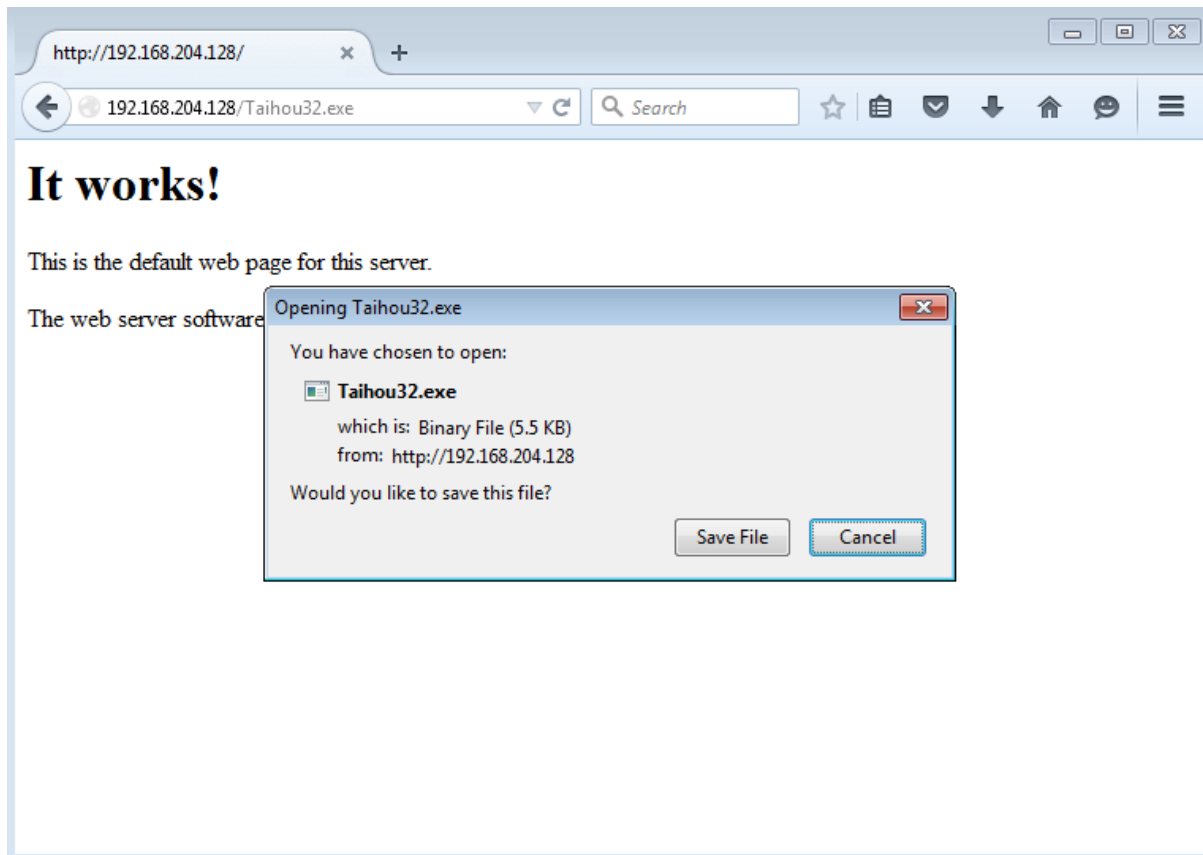 http://192.168.204.128/
192.168.204.128/Taihou32.exe
Search
It works!
This is the default web page for this server.
The web server software
Opening Taihou32.exe
You have chosen to open:
Taihou32.exe
which is: Binary File (5.5 KB)
from: http://192.168.204.128
Would you like to save this file?
Save File
Cancel